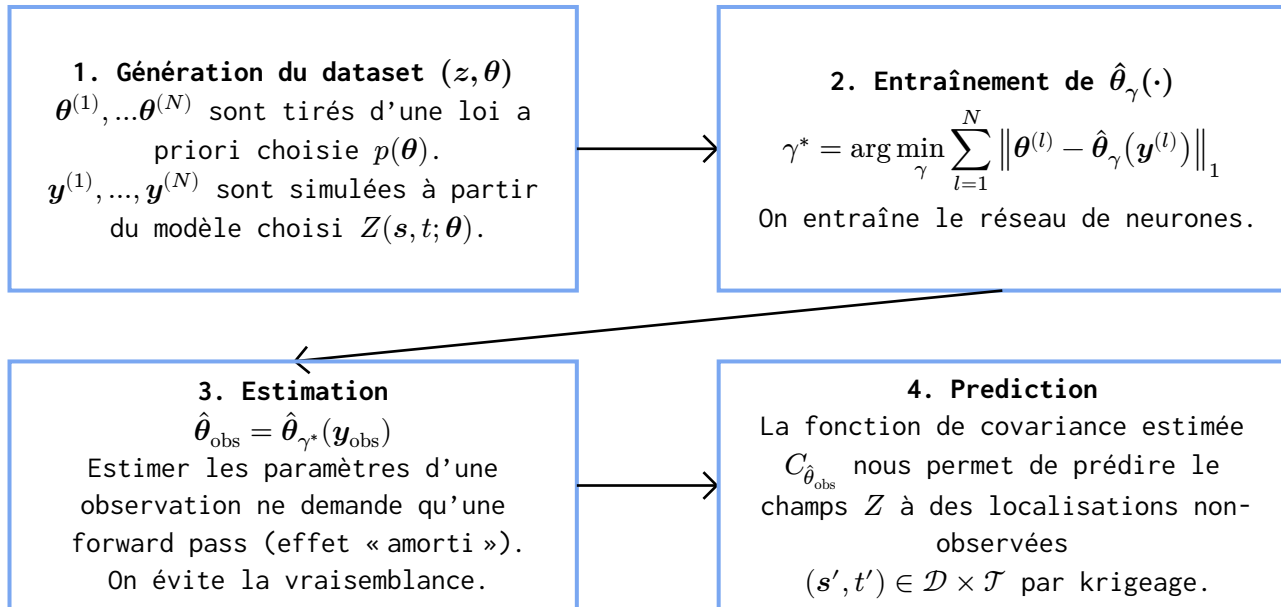 1. Génération du dataset (z, θ)
θ^(1), ...θ^(N) sont tirés d'une loi a
priori choisie p(θ).
y^(1), ..., y^(N) sont simulées à partir
du modèle choisi Z(s, t; θ).
2. Entraînement de θ̂_γ(·)
γ* = arg min_γ ∑_{l=1}^{N} ‖θ^(l) − θ̂_γ(y^(l))‖_1
On entraîne le réseau de neurones.
3. Estimation
θ̂_obs = θ̂_γ*(y_obs)
Estimer les paramètres d'une
observation ne demande qu'une
forward pass (effet « amorti »).
On évite la vraisemblance.
4. Prediction
La fonction de covariance estimée
C_θ̂_obs nous permet de prédire le
champs Z à des localisations non-
observées
(s′, t′) ∈ 𝒟 × 𝒯 par krigeage.